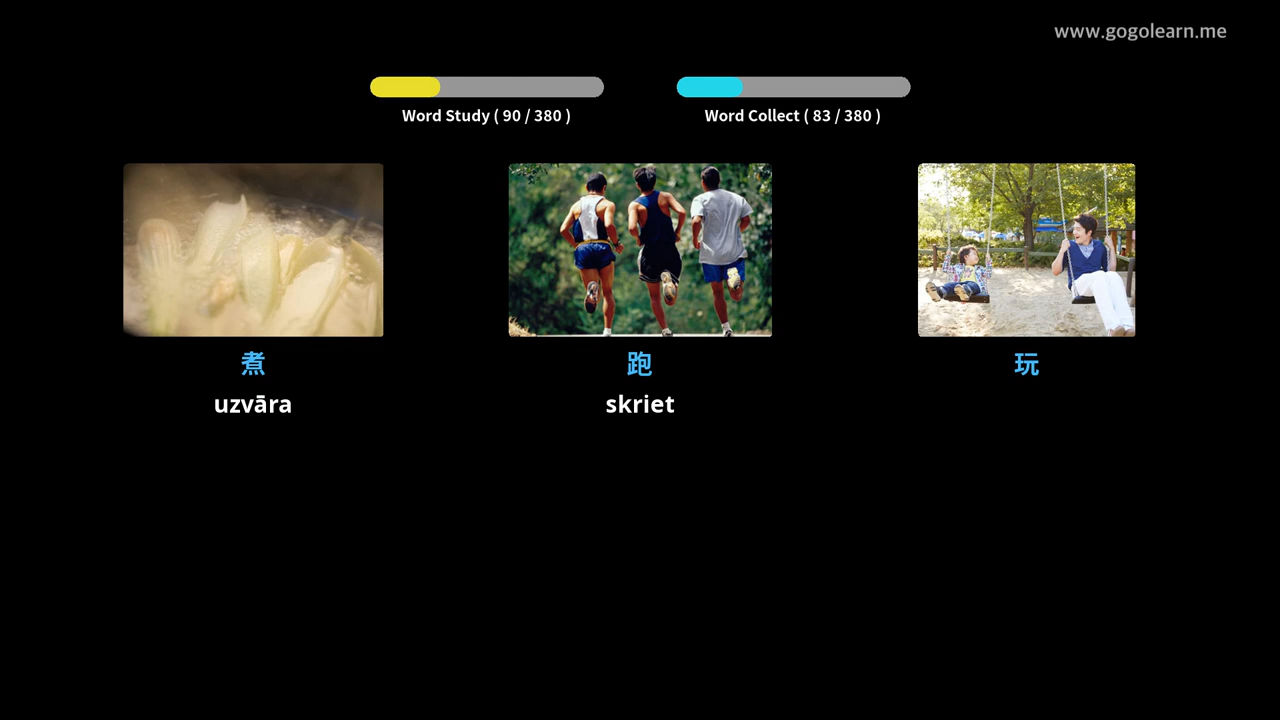 www.gogolearn.me
Word Study ( 90 / 380 )
Word Collect ( 83 / 380 )
煮
跑
玩
uzvāra
skriet